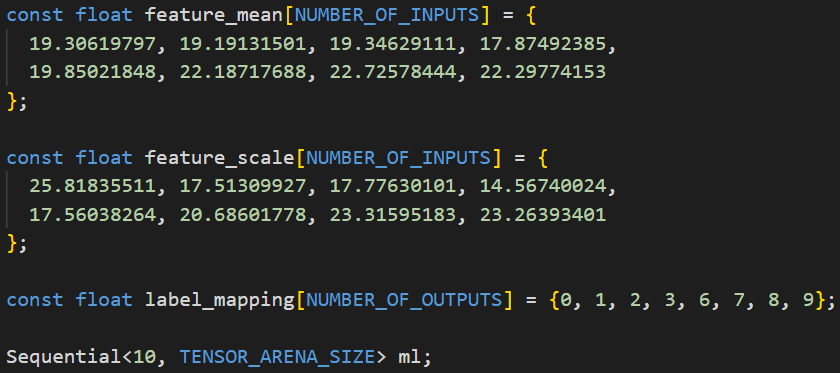 const float feature_mean[NUMBER_OF_INPUTS] = {
19.30619797, 19.19131501, 19.34629111, 17.87492385,
19.85021848, 22.18717688, 22.72578444, 22.29774153
};
const float feature_scale[NUMBER_OF_INPUTS] = {
25.81835511, 17.51309927, 17.77630101, 14.56740024,
17.56038264, 20.68601778, 23.31595183, 23.26393401
};
const float label_mapping[NUMBER_OF_OUTPUTS] = {0, 1, 2, 3, 6, 7, 8, 9};
Sequential<10, TENSOR_ARENA_SIZE> ml;